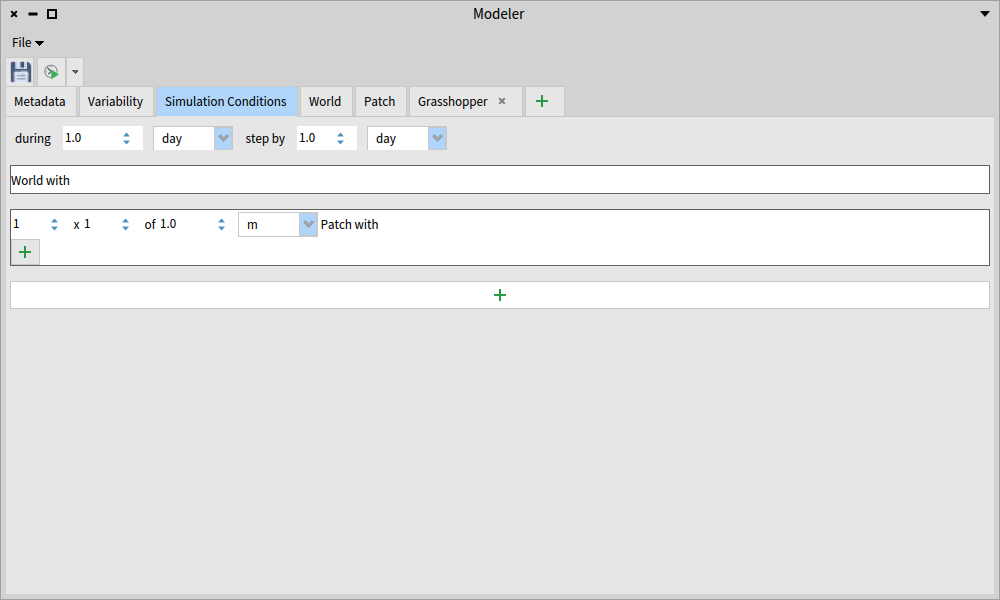 Modeler
File
Metadata Variability Simulation Conditions World Patch Grasshopper
during 1.0 day step by 1.0 day
World with
1 x 1 of 1.0 m Patch with